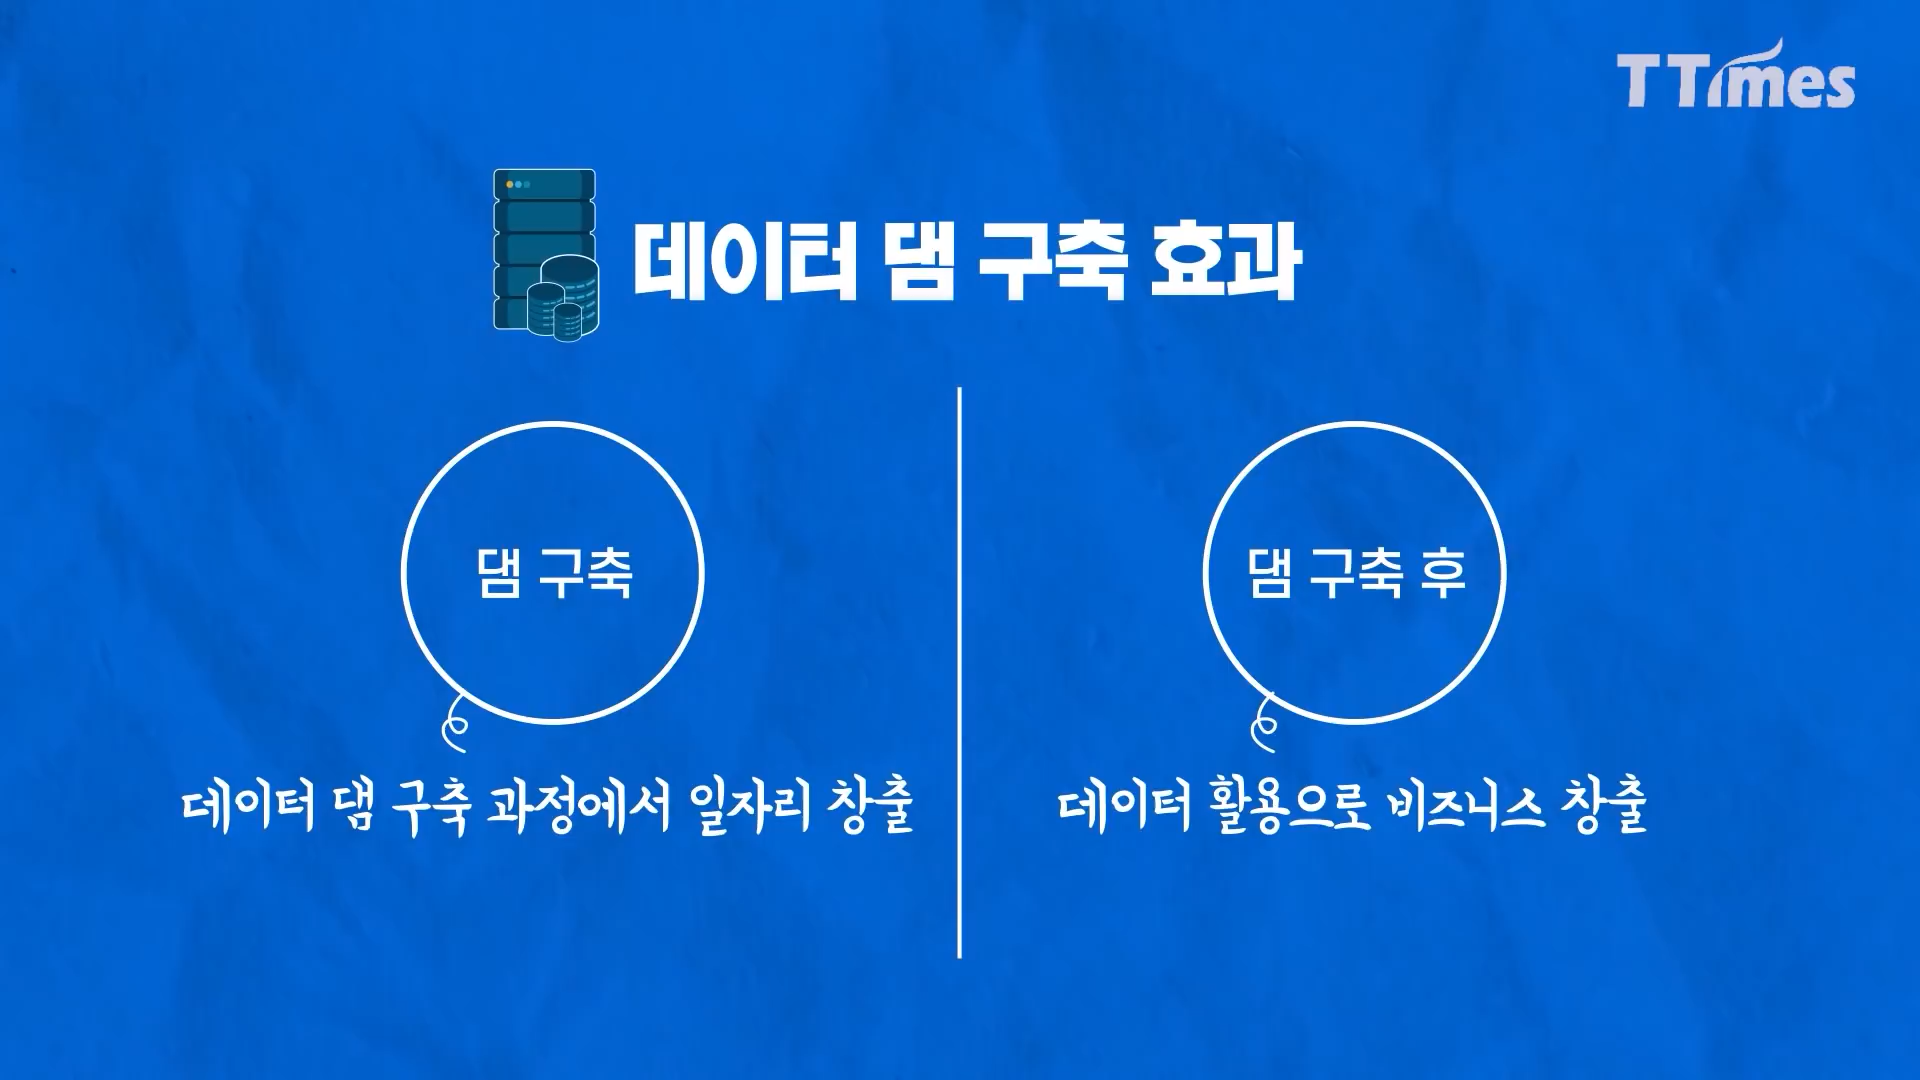 TTimes
데이터 댐 구축 효과
댐 구축
데이터 댐 구축 과정에서 일자리 창출
댐 구축 후
데이터 활용으로 비즈니스 창출